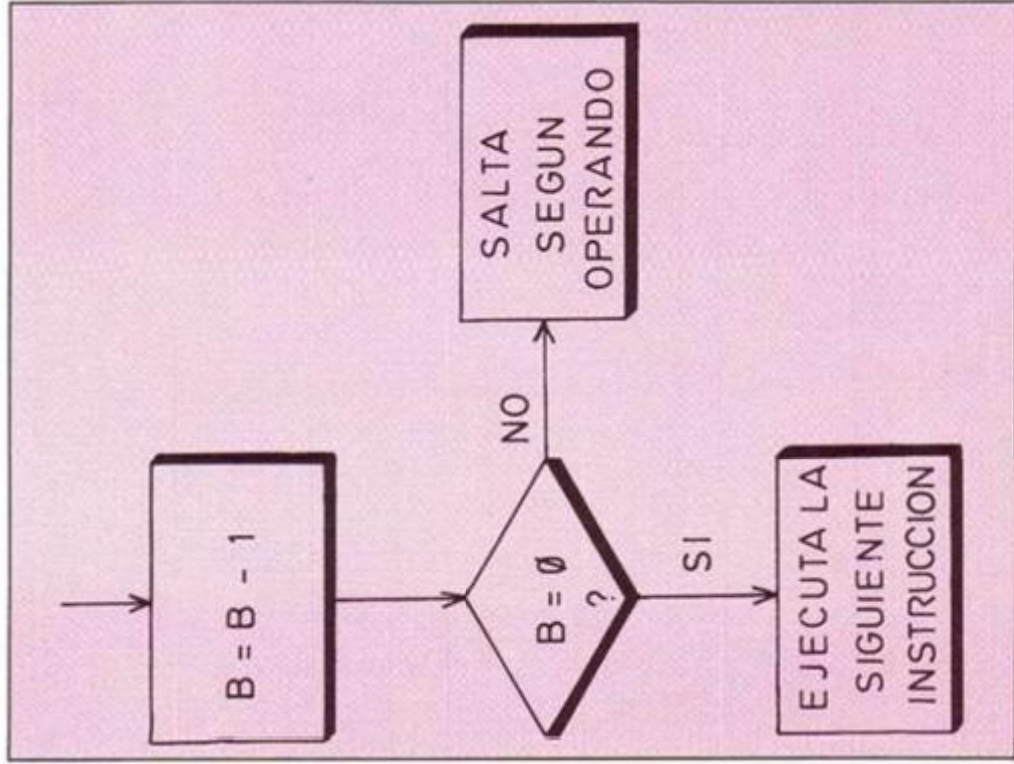 B = B - 1
B = Ø
?
NO
SALTA
SEGUN
OPERANDO
SI
EJECUTA LA
SIGUIENTE
INSTRUCCION